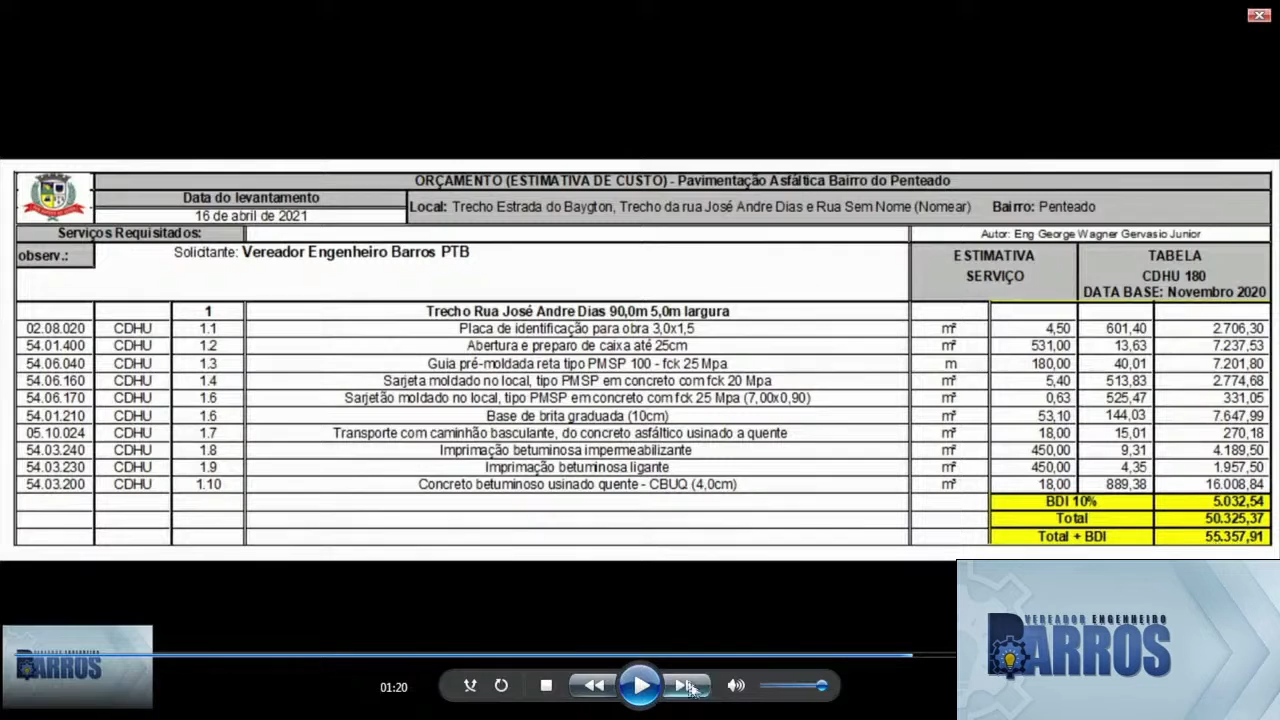 ORÇAMENTO (ESTIMATIVA DE CUSTO) - Pavimentação Asfáltica Bairro do Penteado
Data do levantamento
16 de abril de 2021
Local: Trecho Estrada do Baygton, Trecho da rua José Andre Dias e Rua Sem Nome (Nomear) Bairro: Penteado
Serviços Requisitados:
Autor: Eng George Wagner Gervasio Junior
observ.:
Solicitante: Vereador Engenheiro Barros PTB
ESTIMATIVA SERVIÇO
TABELA CDHU 180
DATA BASE: Novembro 2020
1 Trecho Rua José Andre Dias 90,0m 5,0m largura
02.08.020 CDHU 1.1 Placa de identificação para obra 3,0x1,5 m² 4,50 601,40 2.706,30
54.01.400 CDHU 1.2 Abertura e preparo de caixa até 25cm m² 531,00 13,63 7.237,53
54.06.040 CDHU 1.3 Guia pré-moldada reta tipo PMSP 100 - fck 25 Mpa m 180,00 40,01 7.201,80
54.06.160 CDHU 1.4 Sarjeta moldado no local, tipo PMSP em concreto com fck 20 Mpa m³ 5,40 513,83 2.774,68
54.06.170 CDHU 1.6 Sarjetão moldado no local, tipo PMSP em concreto com fck 25 Mpa (7,00x0,90) m³ 0,63 525,47 331,05
54.01.210 CDHU 1.6 Base de brita graduada (10cm) m³ 53,10 144,03 7.647,99
05.10.024 CDHU 1.7 Transporte com caminhão basculante, do concreto asfáltico usinado a quente m³ 18,00 15,01 270,18
54.03.240 CDHU 1.8 Imprimação betuminosa impermeabilizante m² 450,00 9,31 4.189,50
54.03.230 CDHU 1.9 Imprimação betuminosa ligante m² 450,00 4,35 1.957,50
54.03.200 CDHU 1.10 Concreto betuminoso usinado quente - CBUQ (4,0cm) m³ 18,00 889,38 16.008,84
BDI 10% 5.032,54
Total 50.325,37
Total + BDI 55.357,91
VEREADOR ENGENHEIRO
BARROS
01:20
VEREADOR ENGENHEIRO
BARROS